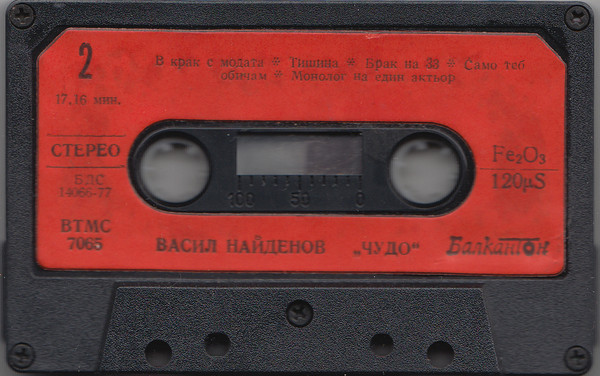 2
В крак с модата * Тишина * Брак на 33 * Само теб
обичам * Монолог на един актьор
17,16 мин.
СТЕРЕО
БДС
14066-77
ВТМС
7065
100 50 0
Fe₂O₃
120μS
ВАСИЛ НАЙДЕНОВ „ЧУДО“ Балкантон